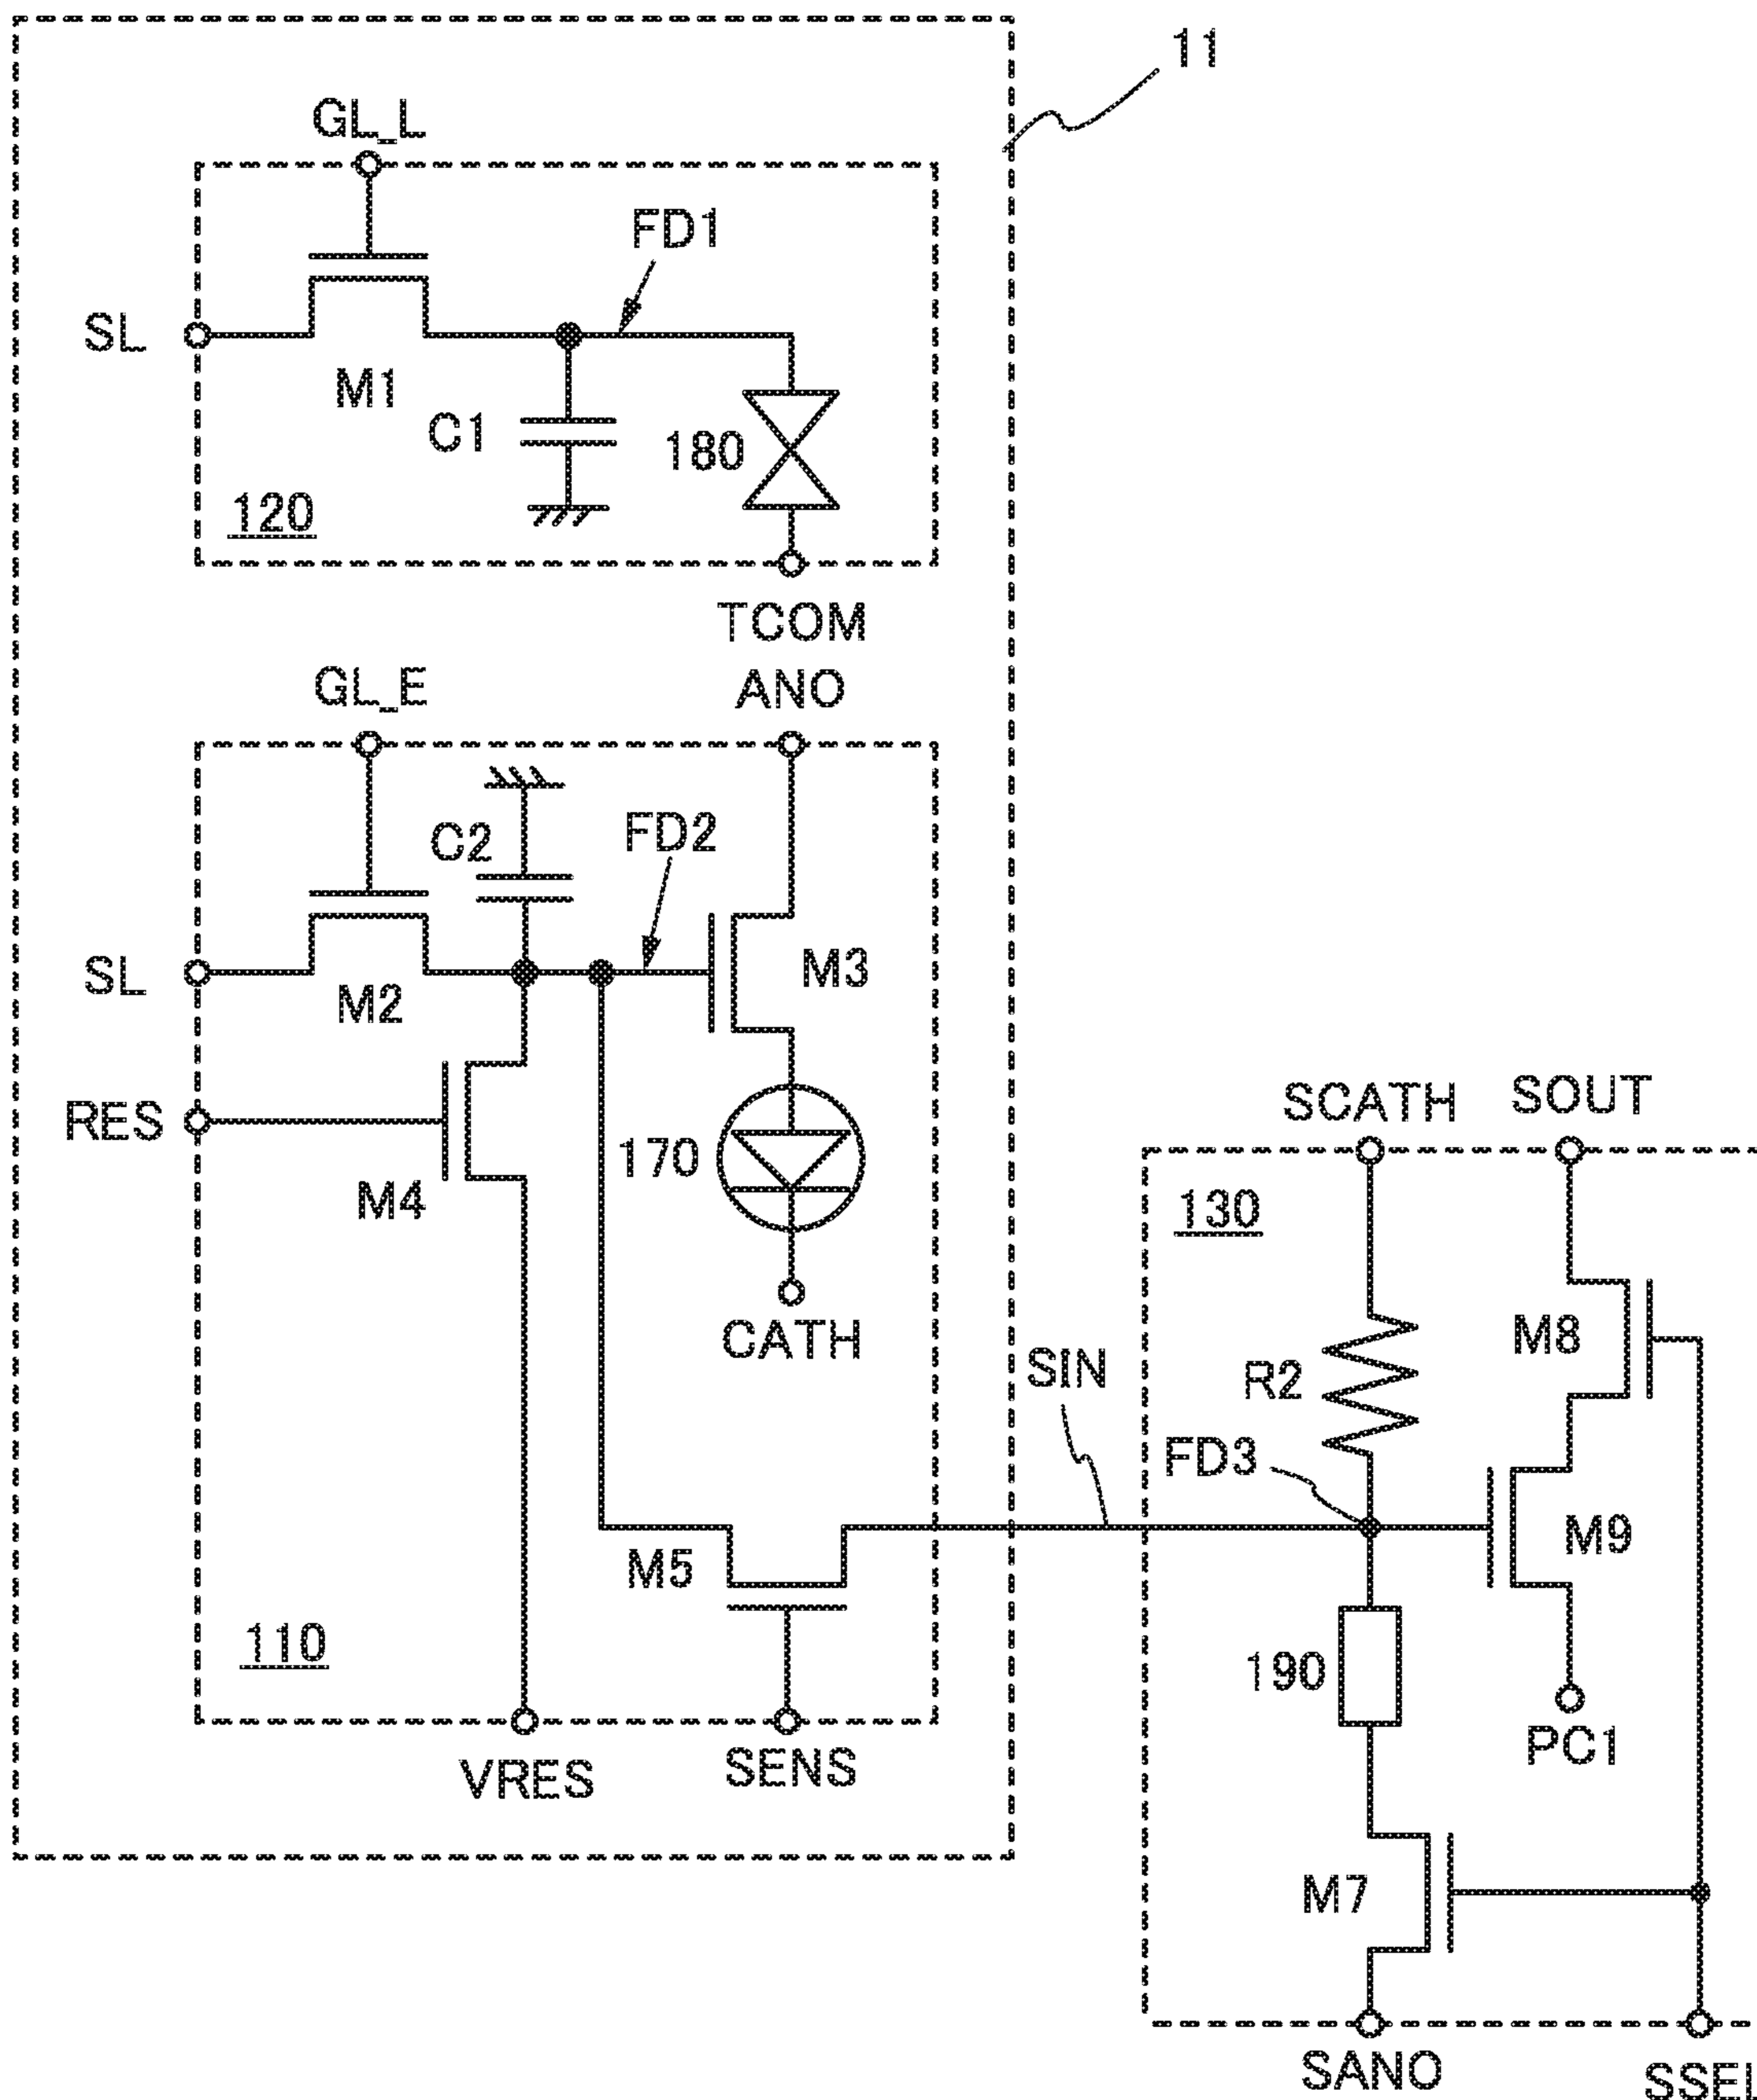 11
GL_L
FD1
SL
M1
C1
180
120
TCOM
GL_E
ANO
C2
FD2
SL
M2
M3
RES
M4
170
CATH
SCATH
SOUT
130
M8
R2
SIN
FD3
M9
M5
110
190
PC1
VRES
SENS
M7
SANO
SSEL